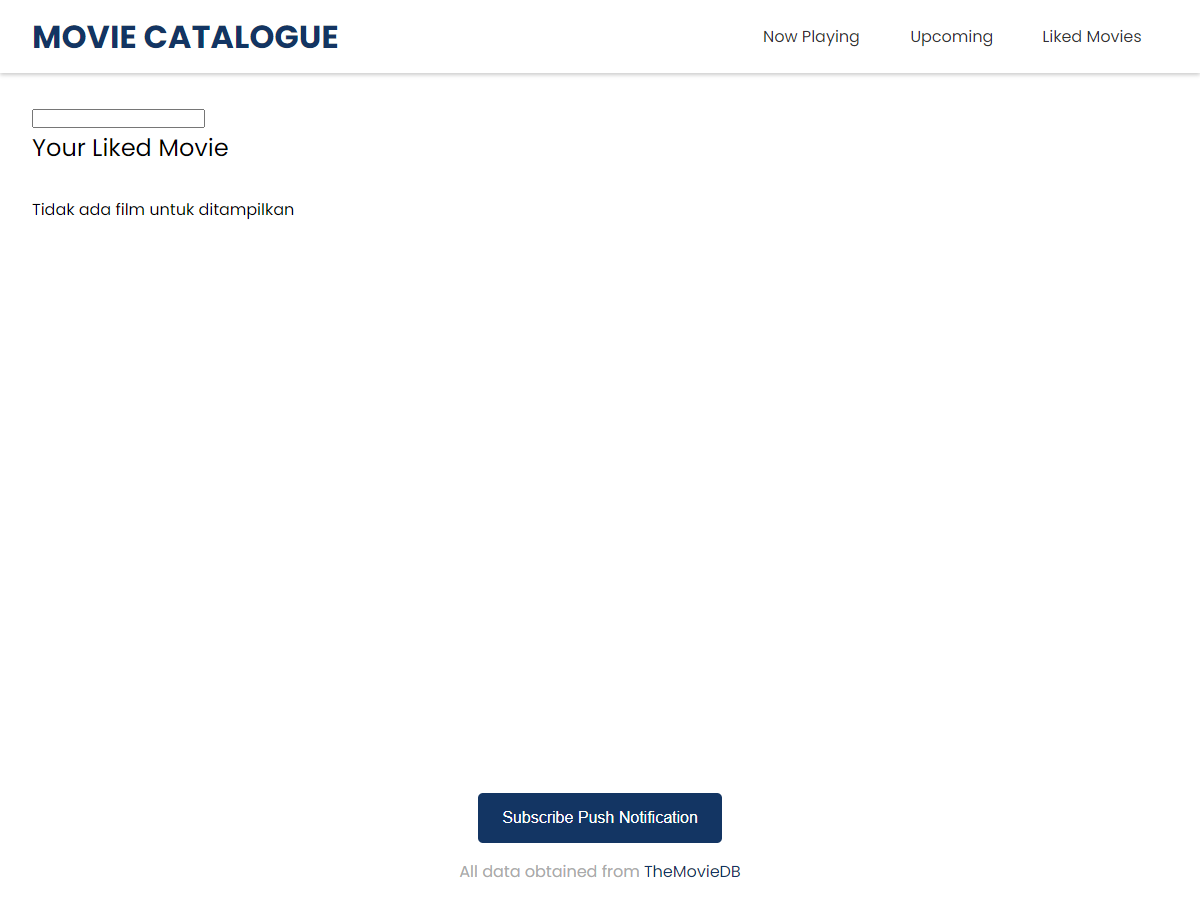 MOVIE CATALOGUE
Now Playing
Upcoming
Liked Movies
Your Liked Movie
Tidak ada film untuk ditampilkan
Subscribe Push Notification
All data obtained from TheMovieDB